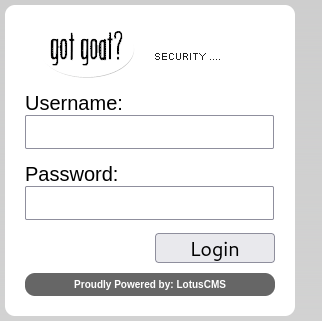 got goat?
SECURITY ....
Username:
Password:
Login
Proudly Powered by: LotusCMS